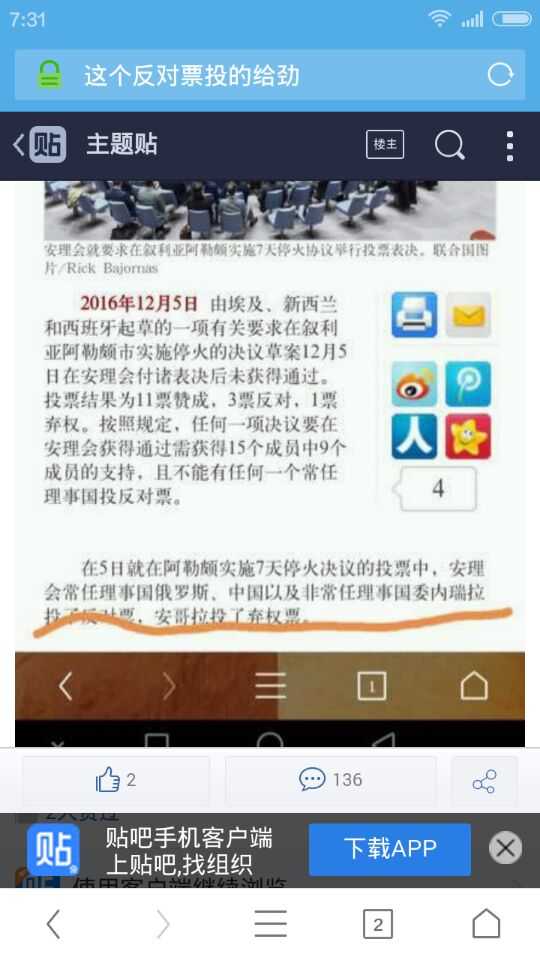 7:31
这个反对票投的给劲
贴 主题贴 楼主
安理会就要求在叙利亚阿勒颇实施7天停火协议举行投票表决。联合国图
片/Rick Bajornas
2016年12月5日 由埃及、新西兰
和西班牙起草的一项有关要求在叙利
亚阿勒颇市实施停火的决议草案12月5
日在安理会付诸表决后未获得通过。
投票结果为11票赞成，3票反对，1票
弃权。按照规定，任何一项决议要在
安理会获得通过需获得15个成员中9个
成员的支持，且不能有任何一个常任
理事国投反对票。
人
4
在5日就在阿勒颇实施7天停火决议的投票中，安理
会常任理事国俄罗斯、中国以及非常任理事国委内瑞拉
投了反对票，安哥拉投了弃权票。
1
2
136
2人赞过
贴 贴吧手机客户端
上贴吧,找组织
下载APP
使用客户端继续浏览
2